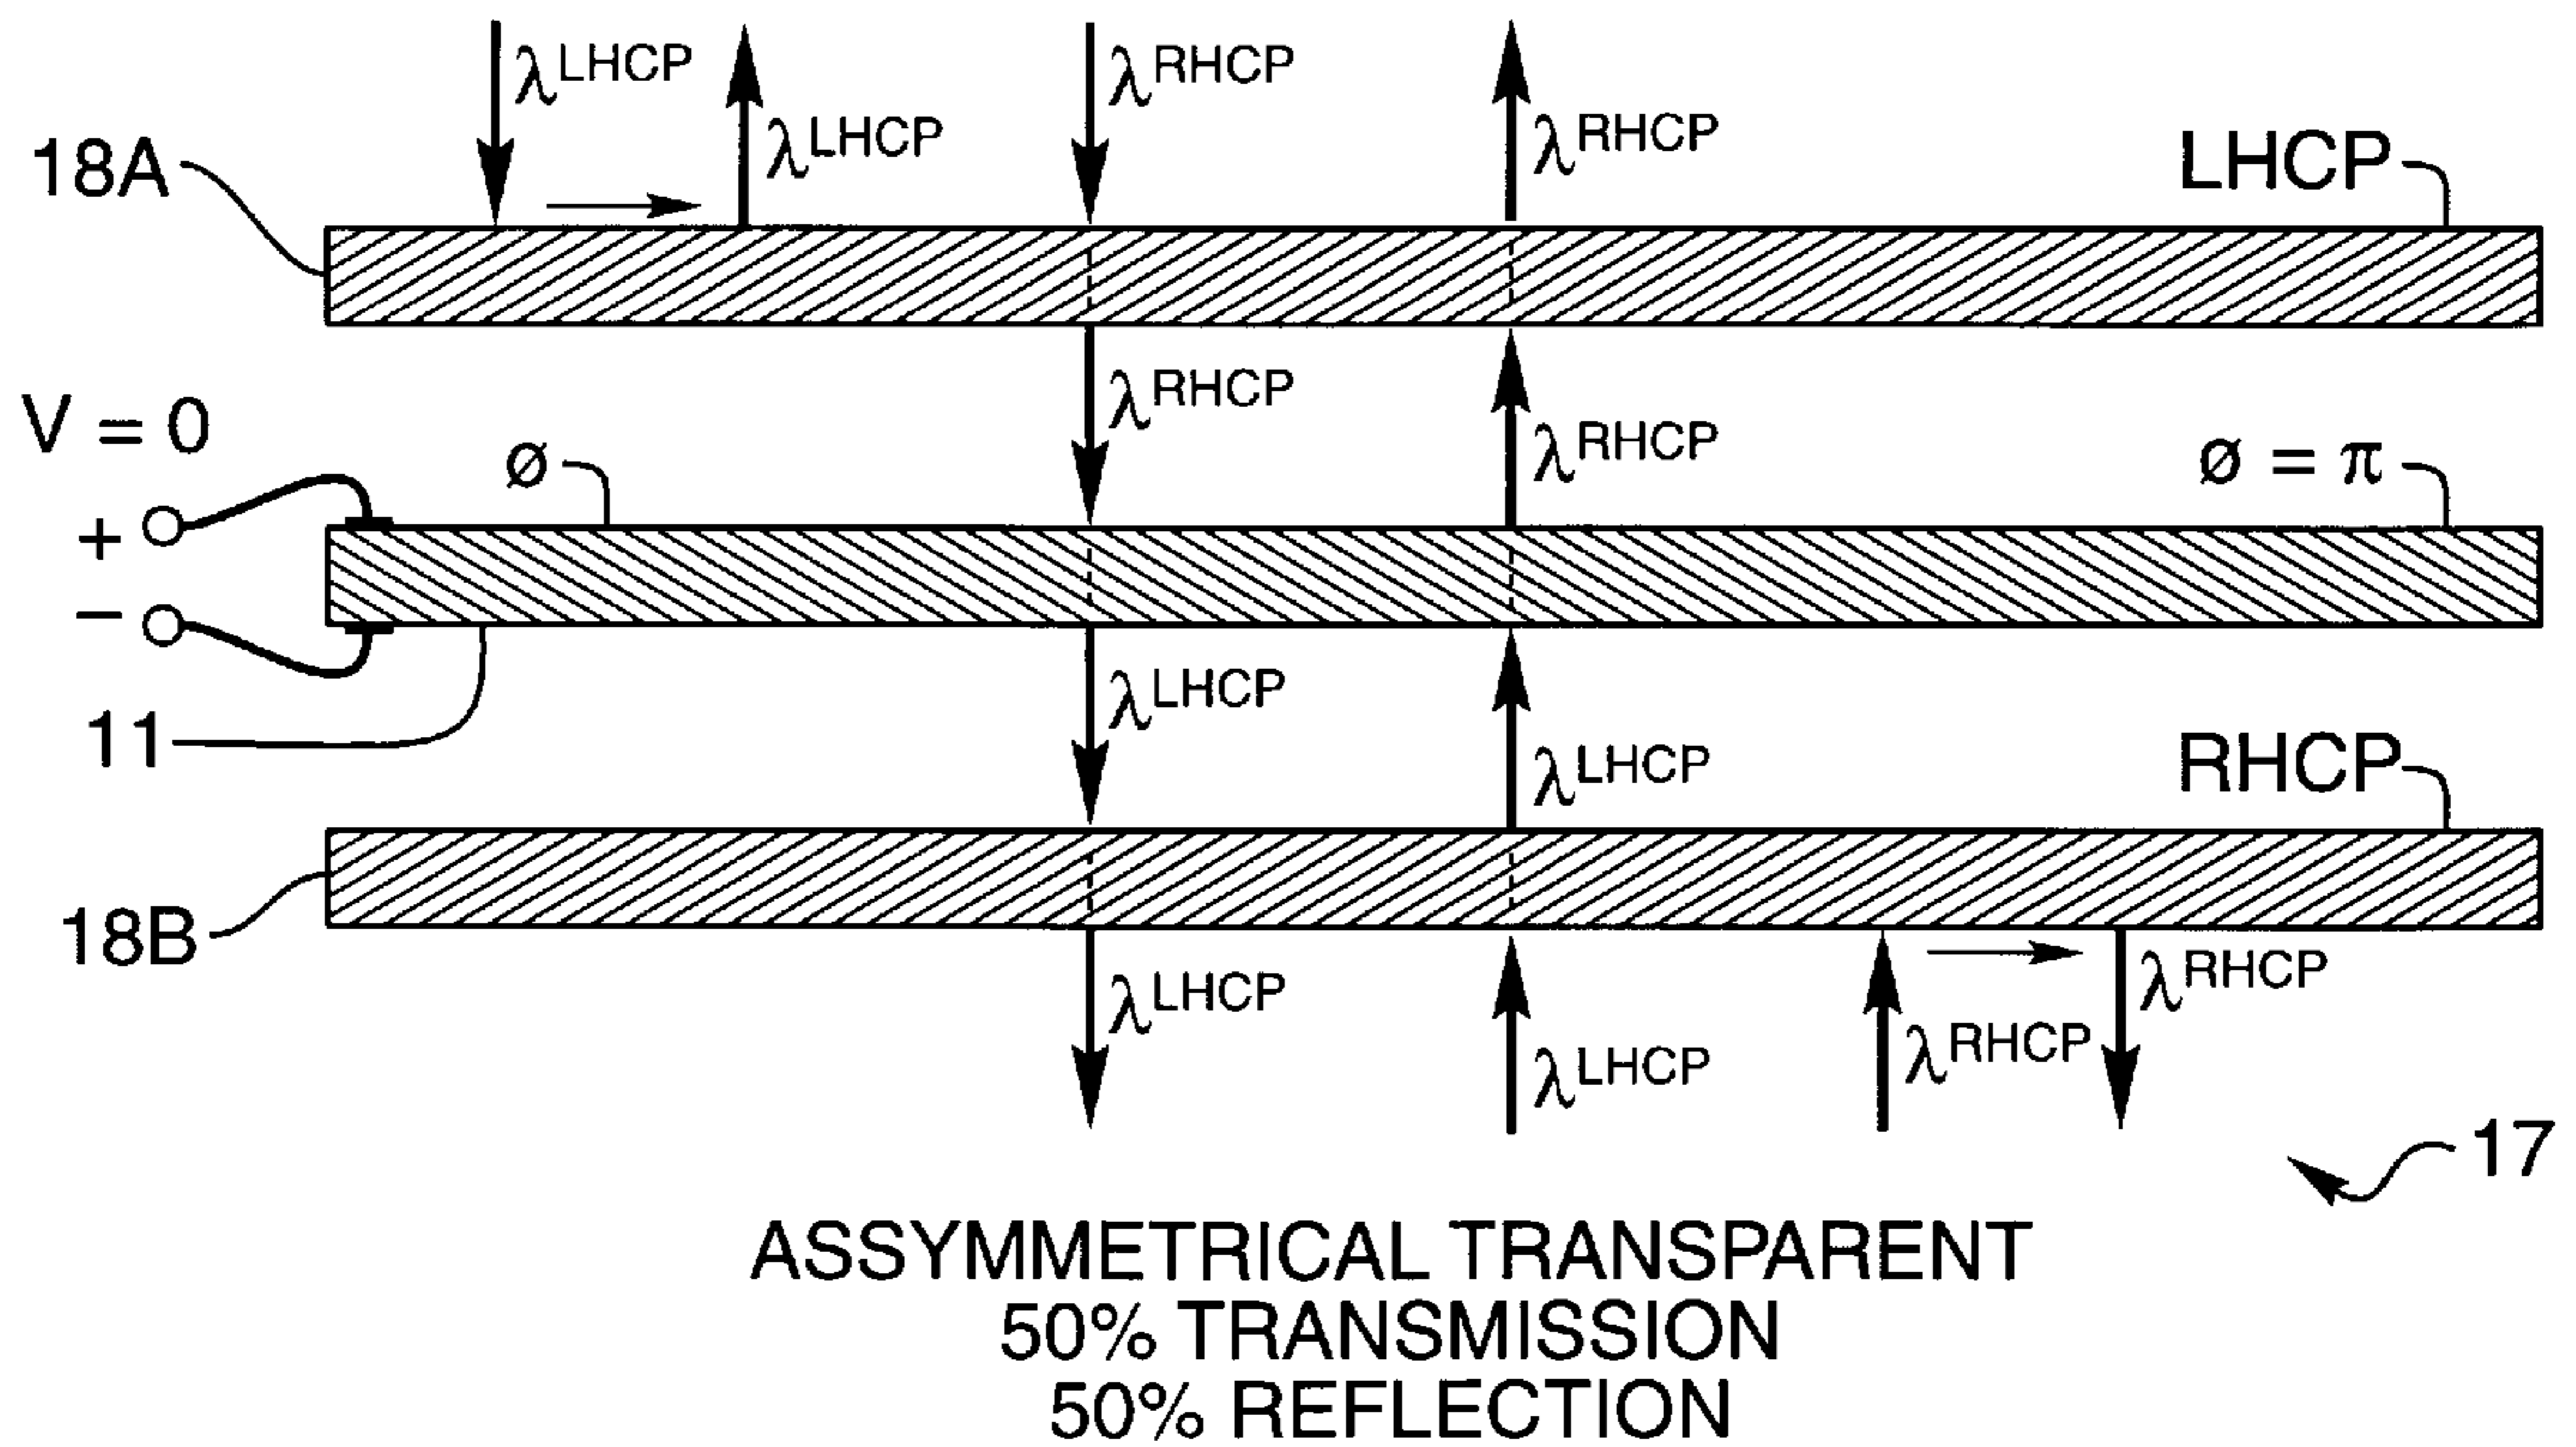 λLHCP
λLHCP
λRHCP
λRHCP
LHCP
18A
λRHCP
λRHCP
V = 0
ø
ø = π
+
−
λLHCP
λLHCP
11
RHCP
18B
λLHCP
λLHCP
λRHCP
λRHCP
17
ASSYMMETRICAL TRANSPARENT
50% TRANSMISSION
50% REFLECTION